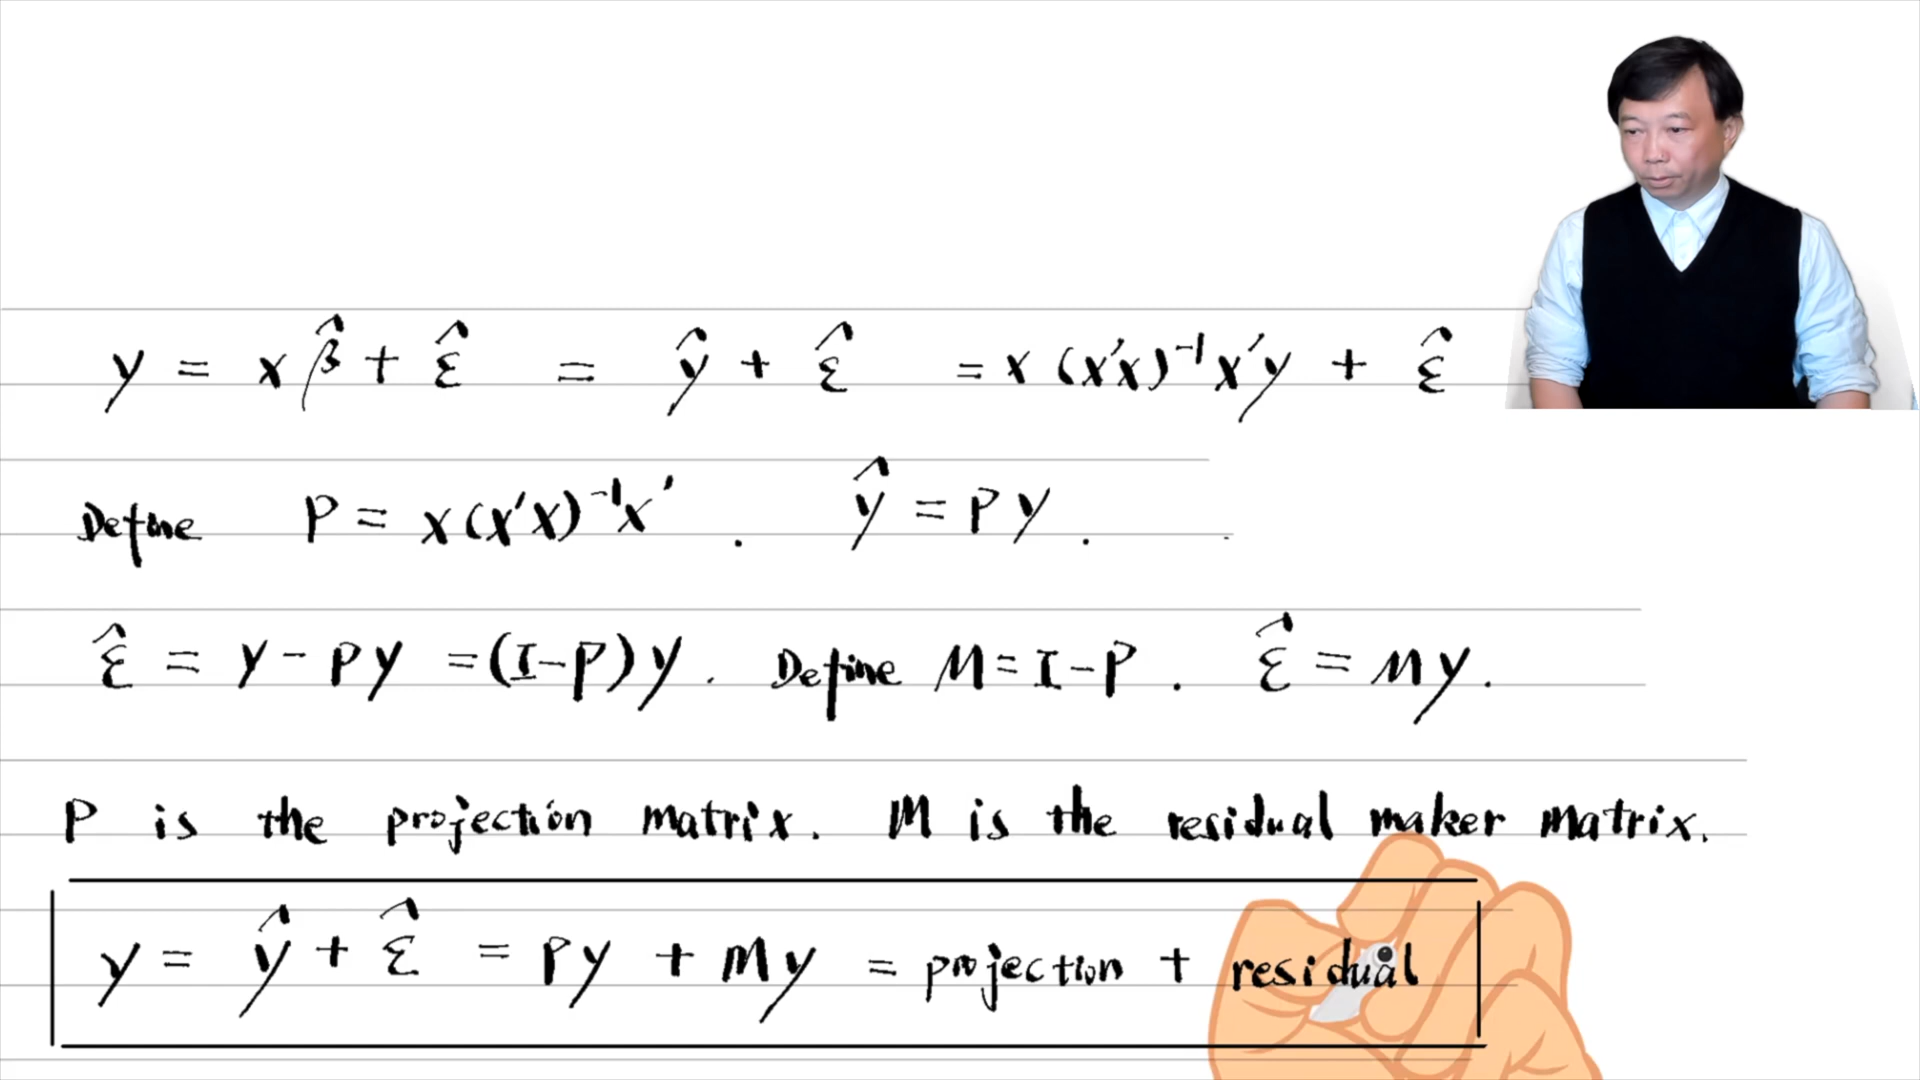 y = xβ̂ + ε̂ = ŷ + ε̂ = x(x'x)⁻¹x'y + ε̂
Define P = x(x'x)⁻¹x' . ŷ = Py .
ε̂ = y - Py = (I-P)y . Define M = I-P . ε̂ = My.
P is the projection matrix. M is the residual maker matrix.
y = ŷ + ε̂ = Py + My = projection + residual